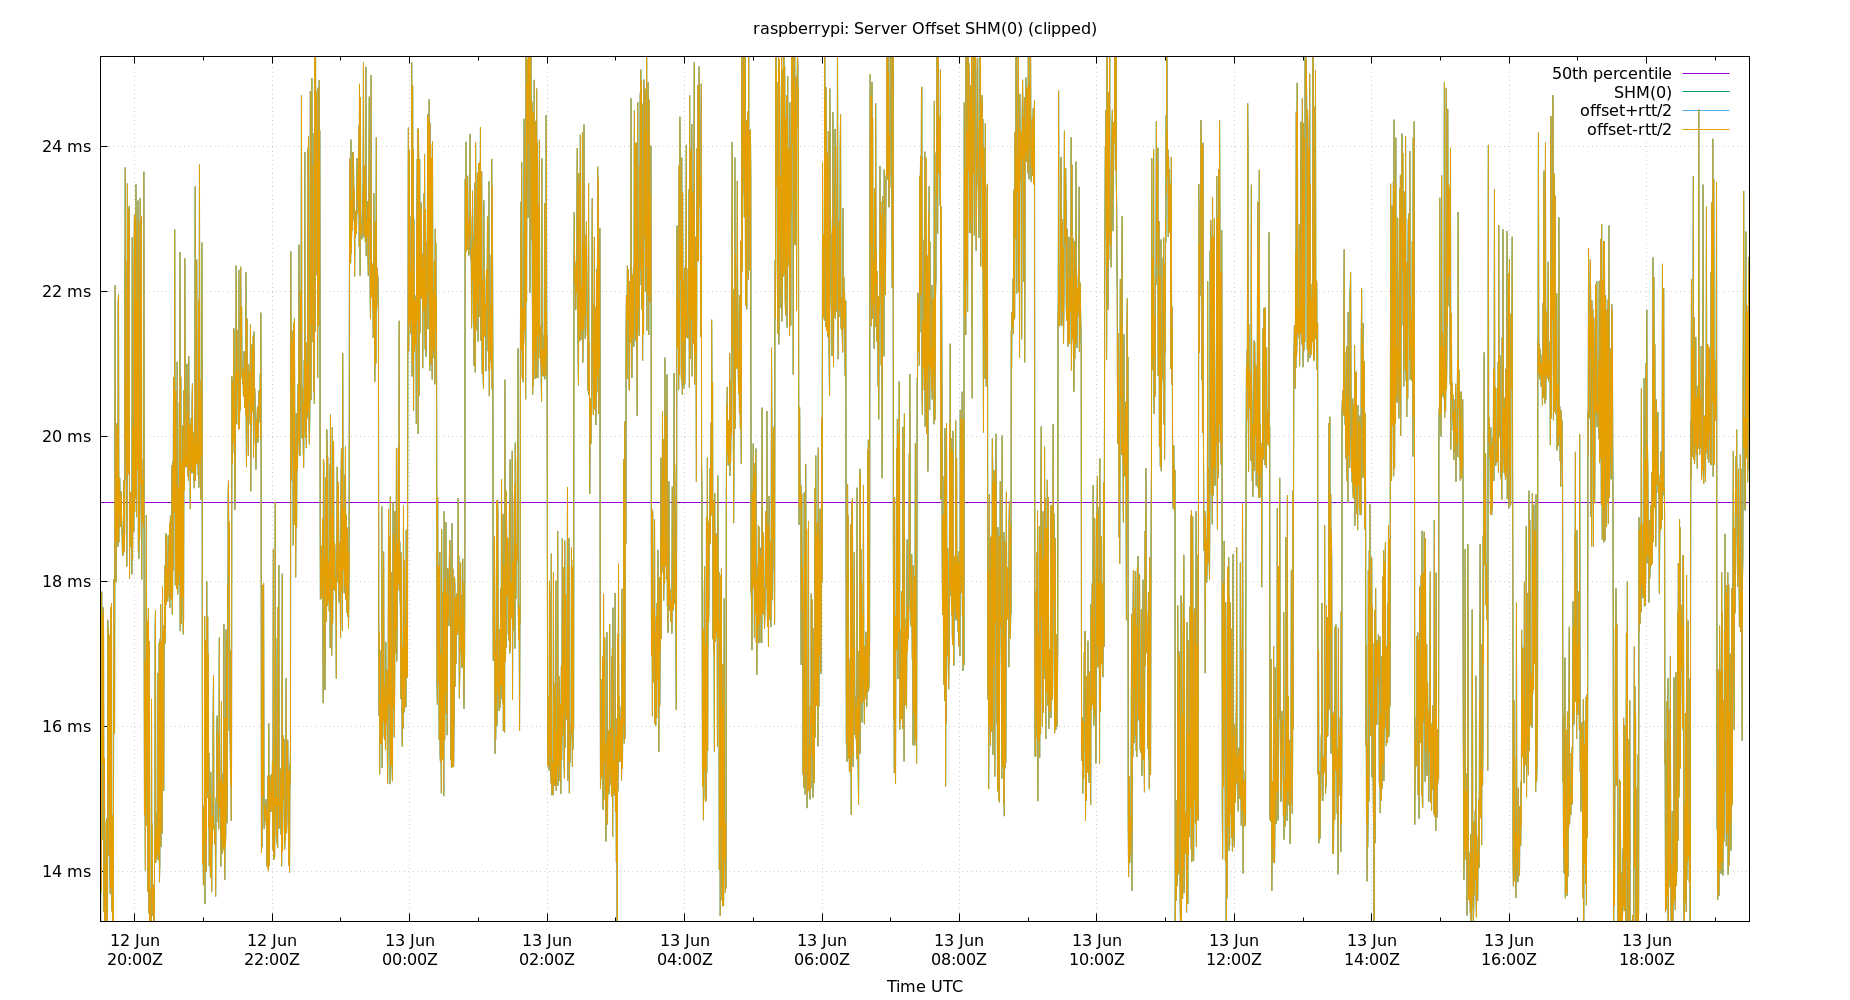 raspberrypi: Server Offset SHM(0) (clipped)
50th percentile
SHM(0)
offset+rtt/2
offset-rtt/2
24 ms
22 ms
20 ms
18 ms
16 ms
14 ms
12 Jun 12 Jun 13 Jun 13 Jun 13 Jun 13 Jun 13 Jun 13 Jun 13 Jun 13 Jun 13 Jun 13 Jun
20:00Z 22:00Z 00:00Z 02:00Z 04:00Z 06:00Z 08:00Z 10:00Z 12:00Z 14:00Z 16:00Z 18:00Z
Time UTC